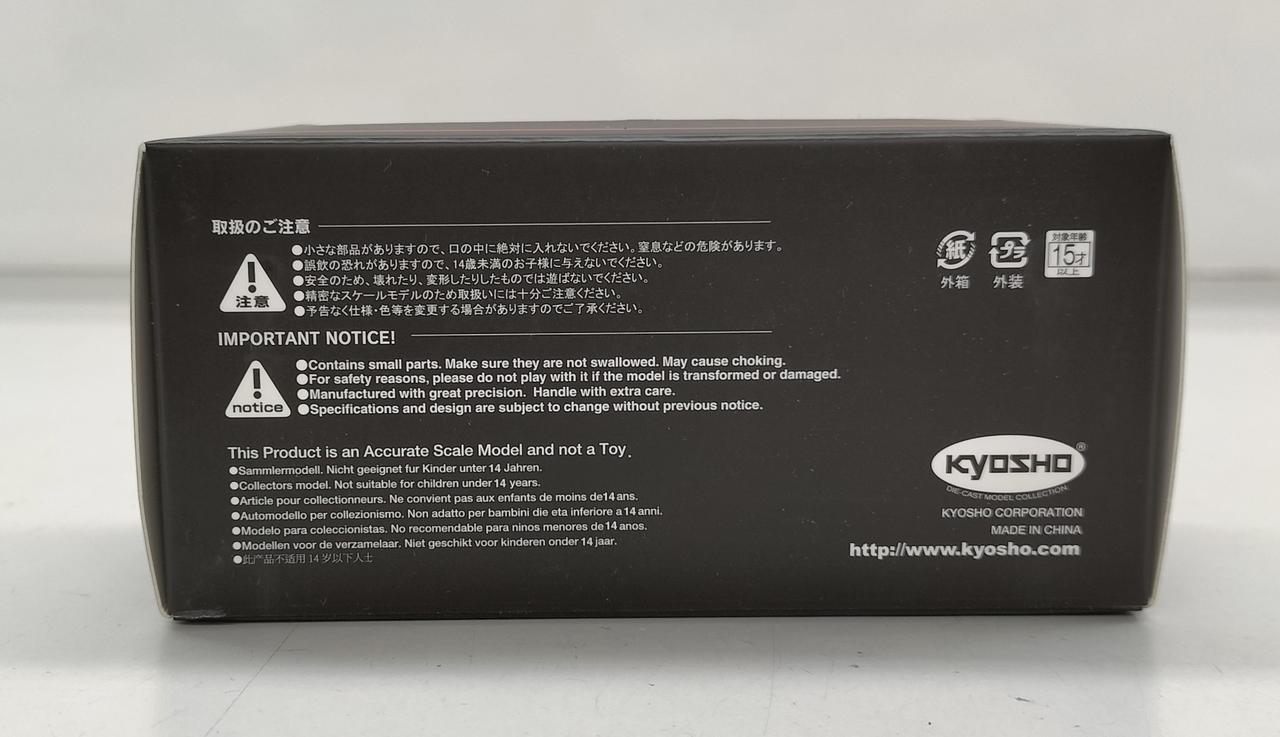 取扱のご注意
注意
●小さな部品がありますので、口の中に絶対に入れないでください。窒息などの危険があります。
●誤飲の恐れがありますので、14歳未満のお子様に与えないでください。
●安全のため、壊れたり、変形したりしたものでは遊ばないでください。
●精密なスケールモデルのため取扱いには十分ご注意ください。
●予告なく仕様・色等を変更する場合がありますのでご了承ください。
紙
外箱
プラ
外装
対象年齢
15才
以上
IMPORTANT NOTICE!
notice
●Contains small parts. Make sure they are not swallowed. May cause choking.
●For safety reasons, please do not play with it if the model is transformed or damaged.
●Manufactured with great precision. Handle with extra care.
●Specifications and design are subject to change without previous notice.
This Product is an Accurate Scale Model and not a Toy.
●Sammlermodell. Nicht geeignet fur Kinder unter 14 Jahren.
●Collectors model. Not suitable for children under 14 years.
●Article pour collectionneurs. Ne convient pas aux enfants de moins de14 ans.
●Automodello per collezionismo. Non adatto per bambini die eta inferiore a 14 anni.
●Modelo para coleccionistas. No recomendable para ninos menores de 14 anos.
●Modellen voor de verzamelaar. Niet geschikt voor kinderen onder 14 jaar.
●此产品不适用 14 岁以下人士
KYOSHO®
DIE-CAST MODEL COLLECTION.
KYOSHO CORPORATION
MADE IN CHINA
http://www.kyosho.com